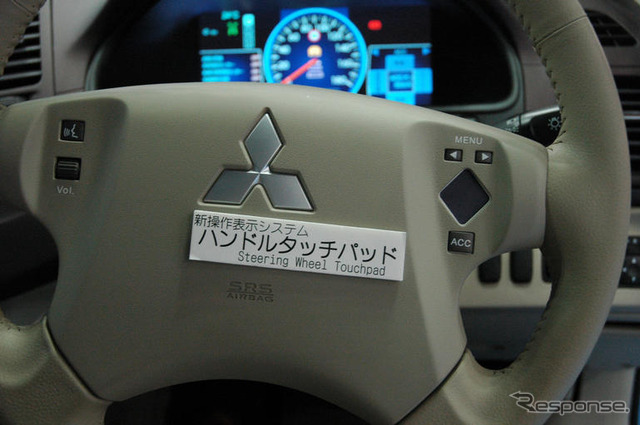 MENU
Vol.
ACC
新操作表示システム
ハンドルタッチパッド
Steering Wheel Touchpad
SRS
AIRBAG
Response.